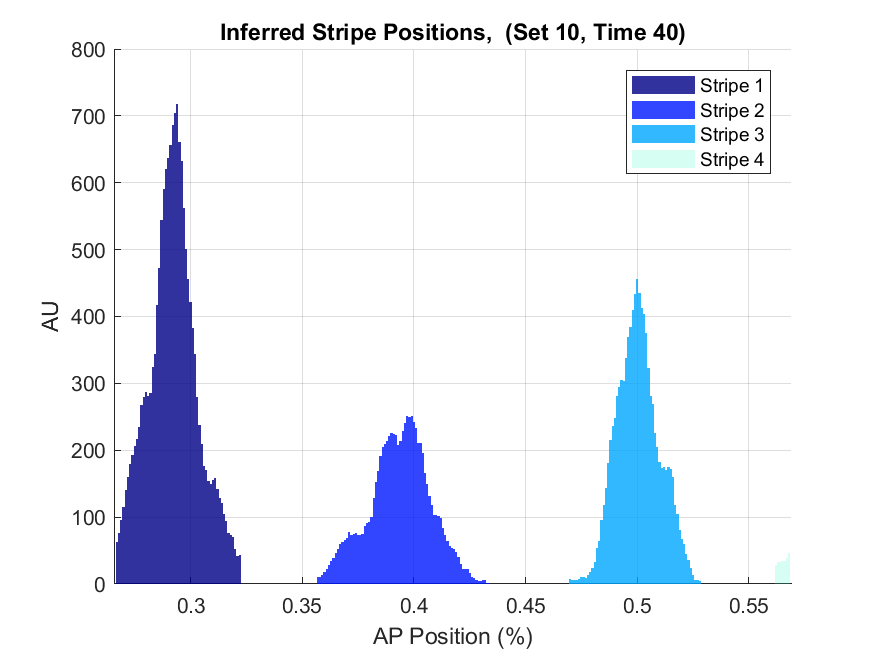 Inferred Stripe Positions,  (Set 10, Time 40)
800
700
600
500
400
300
200
100
0
AU
Stripe 1
Stripe 2
Stripe 3
Stripe 4
0.3 0.35 0.4 0.45 0.5 0.55
AP Position (%)